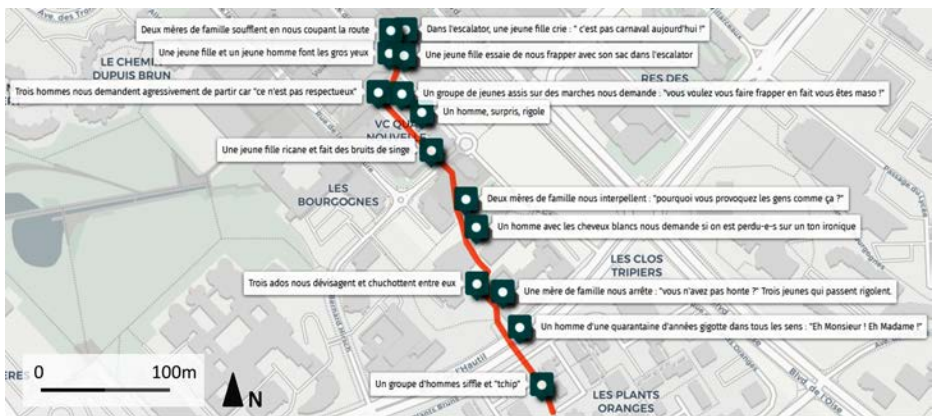 Deux mères de famille soufflent en nous coupant la route
Dans l'escalator, une jeune fille crie : " c'est pas carnaval aujourd'hui !"
Une jeune fille et un jeune homme font les gros yeux
Une jeune fille essaie de nous frapper avec son sac dans l'escalator
LE CHEMIN
DUPUIS BRUN
RES DES
Trois hommes nous demandent agressivement de partir car "ce n'est pas respectueux"
Un groupe de jeunes assis sur des marches nous demande : "vous voulez vous faire frapper en fait vous êtes maso !"
Un homme, surpris, rigole
NOUVELLE
Une jeune fille ricane et fait des bruits de singe
LES
BOURGOGNES
Deux mères de famille nous interpellent : "pourquoi vous provoquez les gens comme ça ?"
Un homme avec les cheveux blancs nous demande si on est perdu-e-s sur un ton ironique
LES CLOS
TRIPIERS
Trois ados nous dévisagent et chuchottent entre eux
Une mère de famille nous arrête : "vous n'avez pas honte ?" Trois jeunes qui passent rigolent.
Un homme d'une quarantaine d'années gigotte dans tous les sens : "Eh Monsieur ! Eh Madame !"
0 100m
N
l'Hautil
Un groupe d'hommes siffle et "tchip"
Blvd. de l'Oise
LES PLANTS
ORANGES